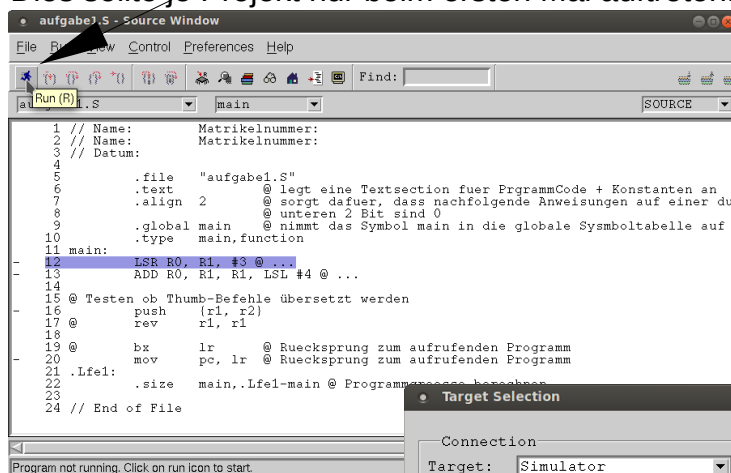 Dies sollte je Projekt nur beim ersten mal auftreten.
aufgabe1.S - Source Window
File Run View Control Preferences Help
Find:
Run (R)
main
SOURCE
1 // Name: Matrikelnummer:
2 // Name: Matrikelnummer:
3 // Datum:
4
5 .file "aufgabe1.S"
6 .text @ legt eine Textsection fuer PrgrammCode + Konstanten an
7 .align 2 @ sorgt dafuer, dass nachfolgende Anweisungen auf einer du
8 @ unteren 2 Bit sind 0
9 .global main @ nimmt das Symbol main in die globale Sysmboltabelle auf
10 .type main,function
11 main:
- 12 LSR R0, R1, #3 @ ...
- 13 ADD R0, R1, R1, LSL #4 @ ...
14
15 @ Testen ob Thumb-Befehle übersetzt werden
- 16 push {r1, r2}
17 @ rev r1, r1
18
19 @ bx lr @ Ruecksprung zum aufrufenden Programm
- 20 mov pc, lr @ Ruecksprung zum aufrufenden Programm
21 .Lfe1:
22 .size main,.Lfe1-main @ Programmgroesse berechnen
23
24 // End of File
Target Selection
Connection
Target: Simulator
Program not running. Click on run icon to start.